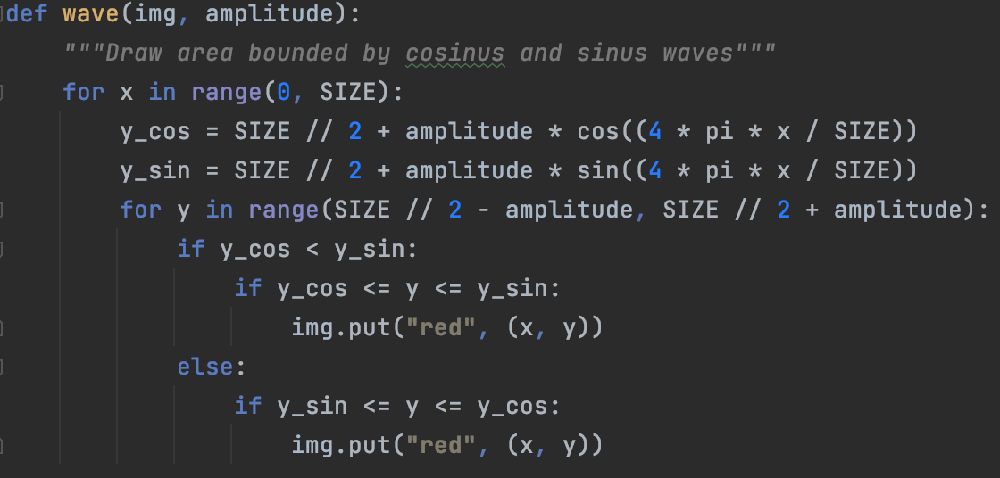 def wave(img, amplitude):
    """Draw area bounded by cosinus and sinus waves"""
    for x in range(0, SIZE):
        y_cos = SIZE // 2 + amplitude * cos((4 * pi * x / SIZE))
        y_sin = SIZE // 2 + amplitude * sin((4 * pi * x / SIZE))
        for y in range(SIZE // 2 - amplitude, SIZE // 2 + amplitude):
            if y_cos < y_sin:
                if y_cos <= y <= y_sin:
                    img.put("red", (x, y))
            else:
                if y_sin <= y <= y_cos:
                    img.put("red", (x, y))